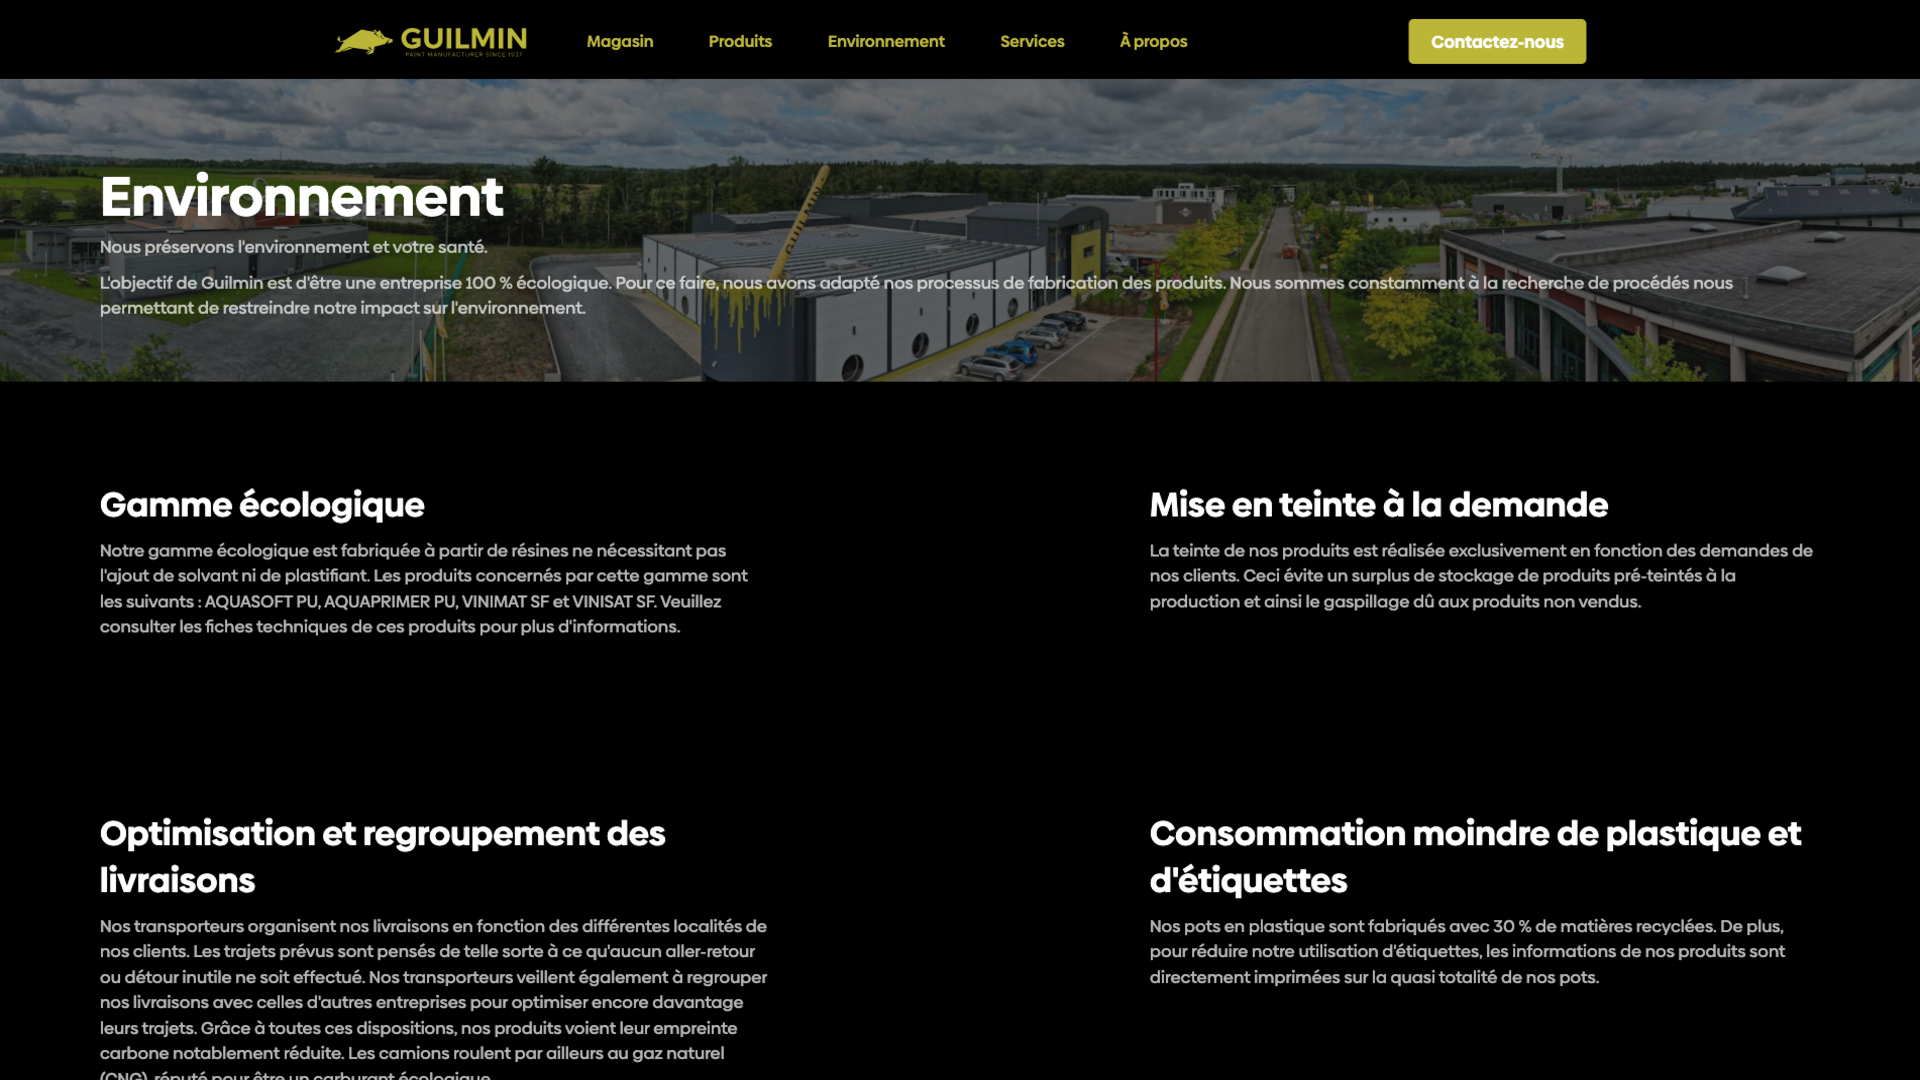 GUILMIN
PAINT MANUFACTURER SINCE 1937
Magasin
Produits
Environnement
Services
À propos
Contactez-nous
GUILMIN
Environnement
Nous préservons l'environnement et votre santé.
L'objectif de Guilmin est d'être une entreprise 100 % écologique. Pour ce faire, nous avons adapté nos processus de fabrication des produits. Nous sommes constamment à la recherche de procédés nous
permettant de restreindre notre impact sur l'environnement.
Gamme écologique
Notre gamme écologique est fabriquée à partir de résines ne nécessitant pas
l'ajout de solvant ni de plastifiant. Les produits concernés par cette gamme sont
les suivants : AQUASOFT PU, AQUAPRIMER PU, VINIMAT SF et VINISAT SF. Veuillez
consulter les fiches techniques de ces produits pour plus d'informations.
Mise en teinte à la demande
La teinte de nos produits est réalisée exclusivement en fonction des demandes de
nos clients. Ceci évite un surplus de stockage de produits pré-teintés à la
production et ainsi le gaspillage dû aux produits non vendus.
Optimisation et regroupement des
livraisons
Nos transporteurs organisent nos livraisons en fonction des différentes localités de
nos clients. Les trajets prévus sont pensés de telle sorte à ce qu'aucun aller-retour
ou détour inutile ne soit effectué. Nos transporteurs veillent également à regrouper
nos livraisons avec celles d'autres entreprises pour optimiser encore davantage
leurs trajets. Grâce à toutes ces dispositions, nos produits voient leur empreinte
carbone notablement réduite. Les camions roulent par ailleurs au gaz naturel
(CNG), réputé pour être un carburant écologique.
Consommation moindre de plastique et
d'étiquettes
Nos pots en plastique sont fabriqués avec 30 % de matières recyclées. De plus,
pour réduire notre utilisation d'étiquettes, les informations de nos produits sont
directement imprimées sur la quasi totalité de nos pots.